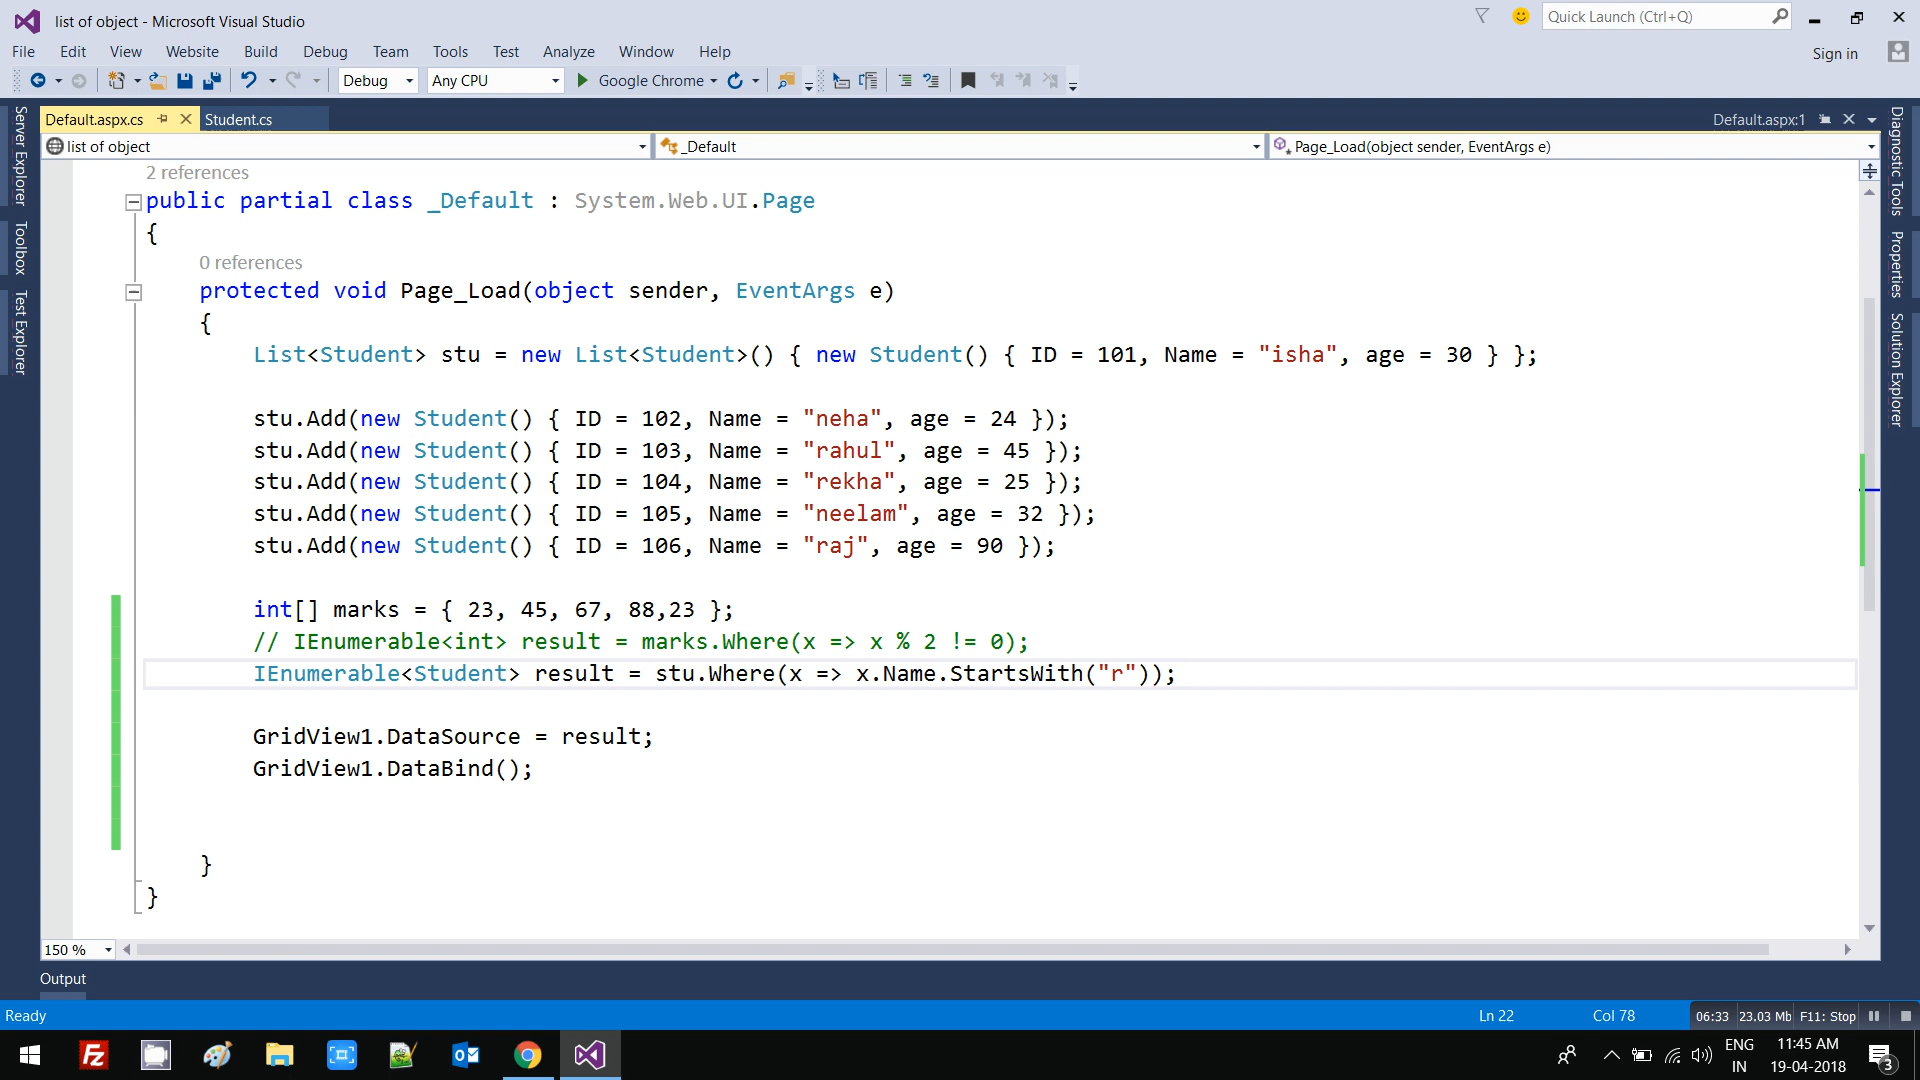 list of object - Microsoft Visual Studio
Quick Launch (Ctrl+Q)
File Edit View Website Build Debug Team Tools Test Analyze Window Help
Sign in
Debug Any CPU Google Chrome
Default.aspx.cs Student.cs Default.aspx:1
list of object _Default Page_Load(object sender, EventArgs e)
Server Explorer
Toolbox
Test Explorer
Diagnostic Tools
Properties
Solution Explorer
2 references
public partial class _Default : System.Web.UI.Page
{
0 references
protected void Page_Load(object sender, EventArgs e)
{
List<Student> stu = new List<Student>() { new Student() { ID = 101, Name = "isha", age = 30 } };
stu.Add(new Student() { ID = 102, Name = "neha", age = 24 });
stu.Add(new Student() { ID = 103, Name = "rahul", age = 45 });
stu.Add(new Student() { ID = 104, Name = "rekha", age = 25 });
stu.Add(new Student() { ID = 105, Name = "neelam", age = 32 });
stu.Add(new Student() { ID = 106, Name = "raj", age = 90 });
int[] marks = { 23, 45, 67, 88,23 };
// IEnumerable<int> result = marks.Where(x => x % 2 != 0);
IEnumerable<Student> result = stu.Where(x => x.Name.StartsWith("r"));
GridView1.DataSource = result;
GridView1.DataBind();
}
}
150 %
Output
Ready Ln 22 Col 78 06:33 23.03 Mb F11: Stop
ENG 11:45 AM
IN 19-04-2018 3